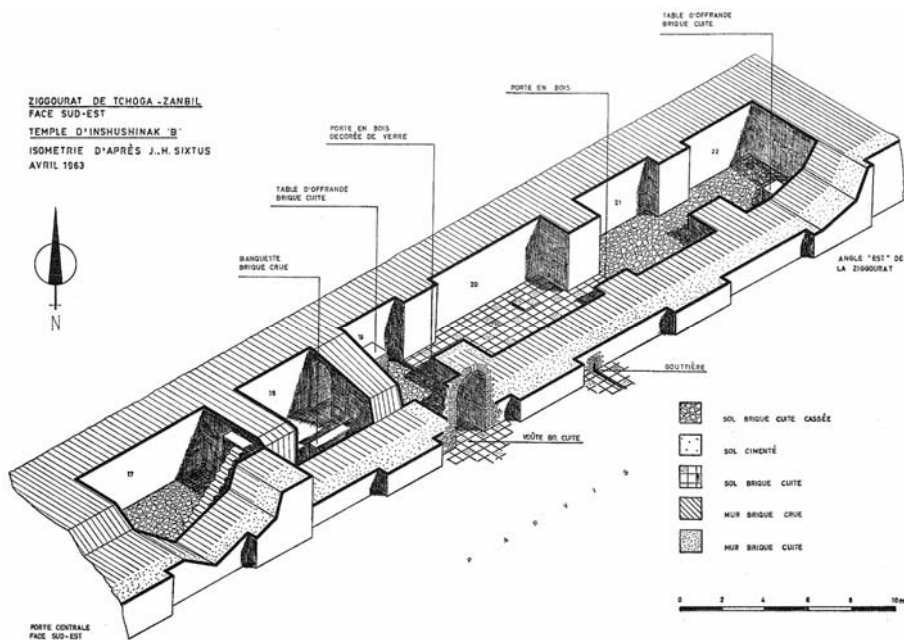 ZIGGOURAT DE TCHOGA-ZANBIL
FACE SUD-EST
TEMPLE D'INSHUSHINAK 'B'
ISOMETRIE D'APRÈS J.H. SIXTUS
AVRIL 1963
N
TABLE D'OFFRANDE
BRIQUE CUITE
PORTE EN BOIS
PORTE EN BOIS
DECORÉE DE VERRE
TABLE D'OFFRANDE
BRIQUE CUITE
BANQUETTE
BRIQUE CRUE
22
21
20
19
18
17
ANGLE "EST" DE
LA ZIGGOURAT
GOUTTIÈRE
VOÛTE BR. CUITE
PARVIS
SOL BRIQUE CUITE CASSÉE
SOL CIMENTÉ
SOL BRIQUE CUITE
MUR BRIQUE CRUE
MUR BRIQUE CUITE
0 2 4 6 8 10 m
PORTE CENTRALE
FACE SUD-EST